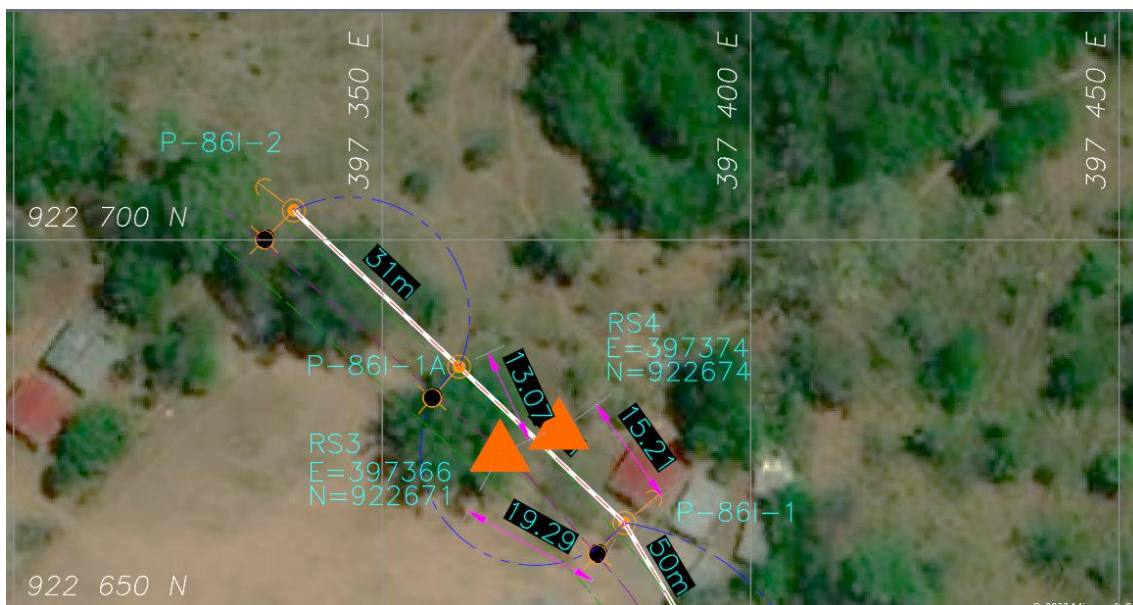 397 350 E
397 400 E
397 450 E
P-86I-2
922 700 N
31m
RS4
E=397374
N=922674
P-86I-1A
13.07
15.21
RS3
E=397366
N=922671
P-86I-1
19.29
50m
922 650 N